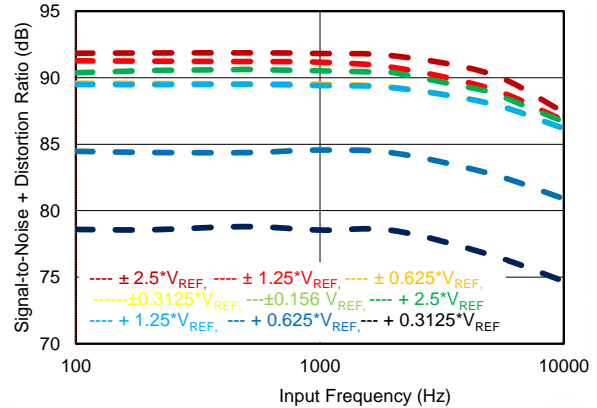 95
90
85
80
75
70
Signal-to-Noise + Distortion Ratio (dB)
---- ± 2.5*VREF, ---- ± 1.25*VREF, ---- ± 0.625*VREF,
------±0.3125*VREF, ---±0.156 VREF, --- + 2.5*VREF
---- + 1.25*VREF, --- + 0.625*VREF, --- + 0.3125*VREF
100
1000
10000
Input Frequency (Hz)